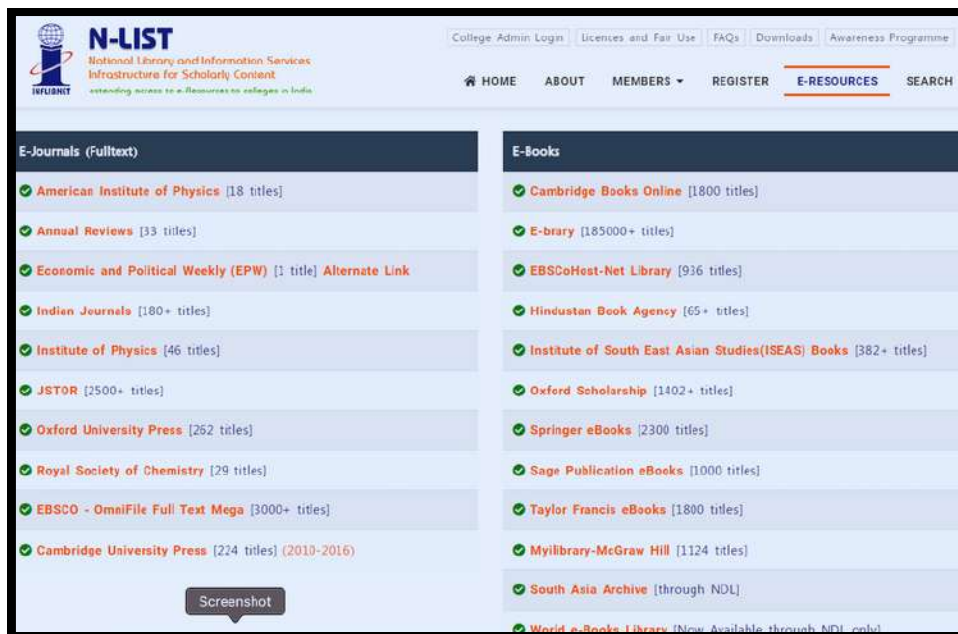 N-LIST
National Library and Information Services
Infrastructure for Scholarly Content
extending access to e-Resources to colleges in India
INFLIBNET
College Admin Login
Licences and Fair Use
FAQs
Downloads
Awareness Programme
HOME
ABOUT
MEMBERS
REGISTER
E-RESOURCES
SEARCH
E-Journals (Fulltext)
American Institute of Physics [18 titles]
Annual Reviews [33 titles]
Economic and Political Weekly (EPW) [1 title] Alternate Link
Indian Journals [180+ titles]
Institute of Physics [46 titles]
JSTOR [2500+ titles]
Oxford University Press [262 titles]
Royal Society of Chemistry [29 titles]
EBSCO - OmniFile Full Text Mega [3000+ titles]
Cambridge University Press [224 titles] (2010-2016)
Screenshot
E-Books
Cambridge Books Online [1800 titles]
E-brary [185000+ titles]
EBSCoHost-Net Library [936 titles]
Hindustan Book Agency [65+ titles]
Institute of South East Asian Studies(ISEAS) Books [382+ titles]
Oxford Scholarship [1402+ titles]
Springer eBooks [2300 titles]
Sage Publication eBooks [1000 titles]
Taylor Francis eBooks [1800 titles]
Myilibrary-McGraw Hill [1124 titles]
South Asia Archive [through NDL]
World e-Books Library [Now Available through NDL only]